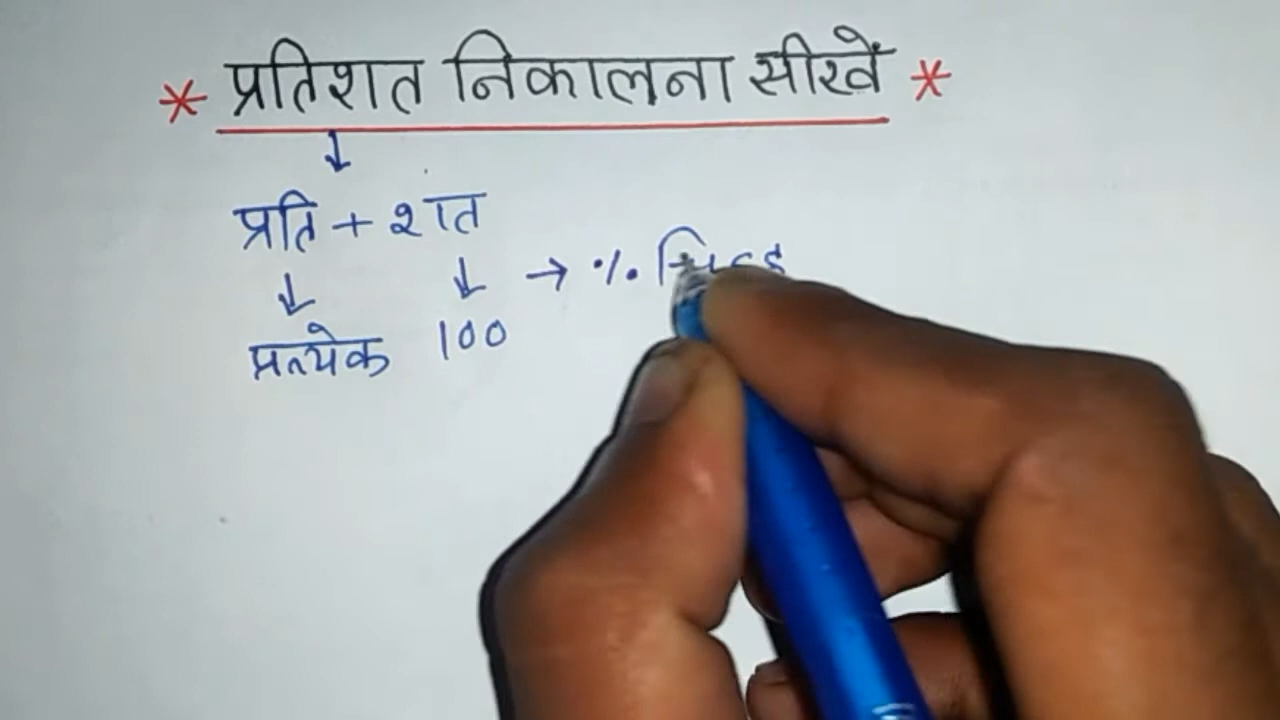 * प्रतिशत निकालना सीखें *
↓
प्रति + शत
↓ ↓ → %
प्रत्येक 100